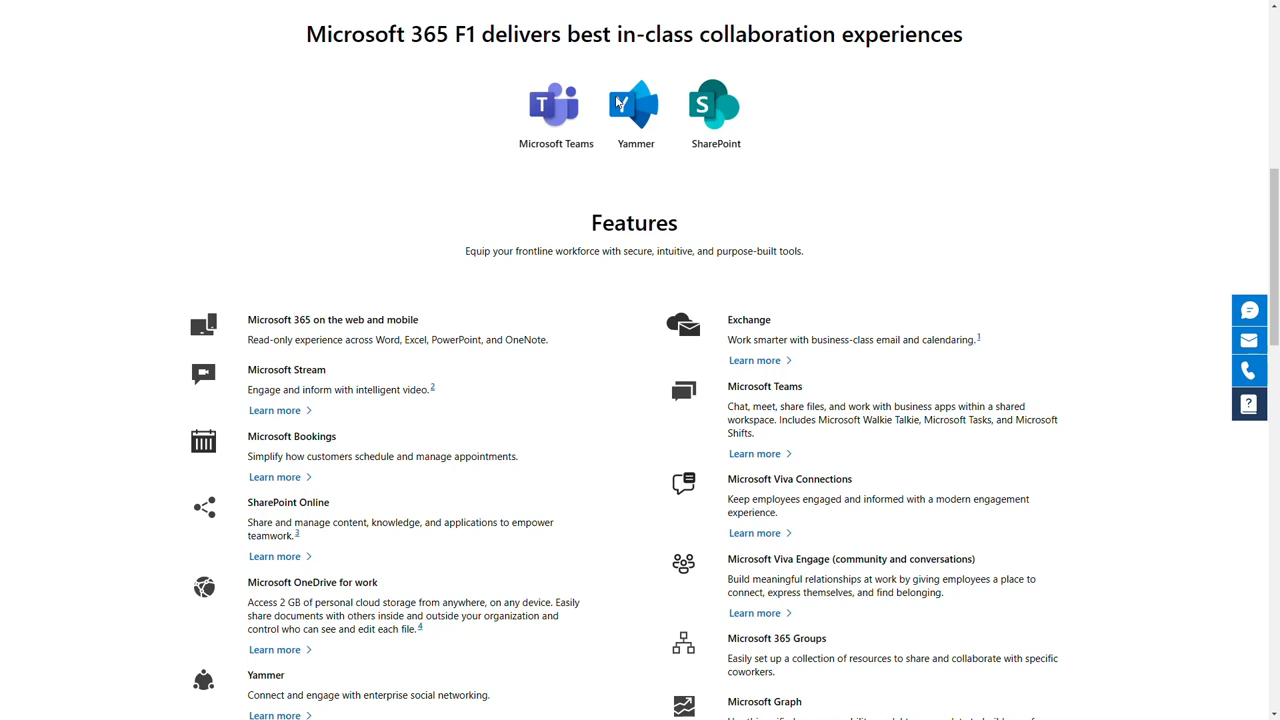 Microsoft 365 F1 delivers best in-class collaboration experiences
T
Y
S
Microsoft Teams
Yammer
SharePoint
Features
Equip your frontline workforce with secure, intuitive, and purpose-built tools.
Microsoft 365 on the web and mobile
Read-only experience across Word, Excel, PowerPoint, and OneNote.
Microsoft Stream
Engage and inform with intelligent video.2
Learn more
Microsoft Bookings
Simplify how customers schedule and manage appointments.
Learn more
SharePoint Online
Share and manage content, knowledge, and applications to empower
teamwork.3
Learn more
Microsoft OneDrive for work
Access 2 GB of personal cloud storage from anywhere, on any device. Easily
share documents with others inside and outside your organization and
control who can see and edit each file.4
Learn more
Yammer
Connect and engage with enterprise social networking.
Learn more
Exchange
Work smarter with business-class email and calendaring.1
Learn more
Microsoft Teams
Chat, meet, share files, and work with business apps within a shared
workspace. Includes Microsoft Walkie Talkie, Microsoft Tasks, and Microsoft
Shifts.
Learn more
Microsoft Viva Connections
Keep employees engaged and informed with a modern engagement
experience.
Learn more
Microsoft Viva Engage (community and conversations)
Build meaningful relationships at work by giving employees a place to
connect, express themselves, and find belonging.
Learn more
Microsoft 365 Groups
Easily set up a collection of resources to share and collaborate with specific
coworkers.
Microsoft Graph
?